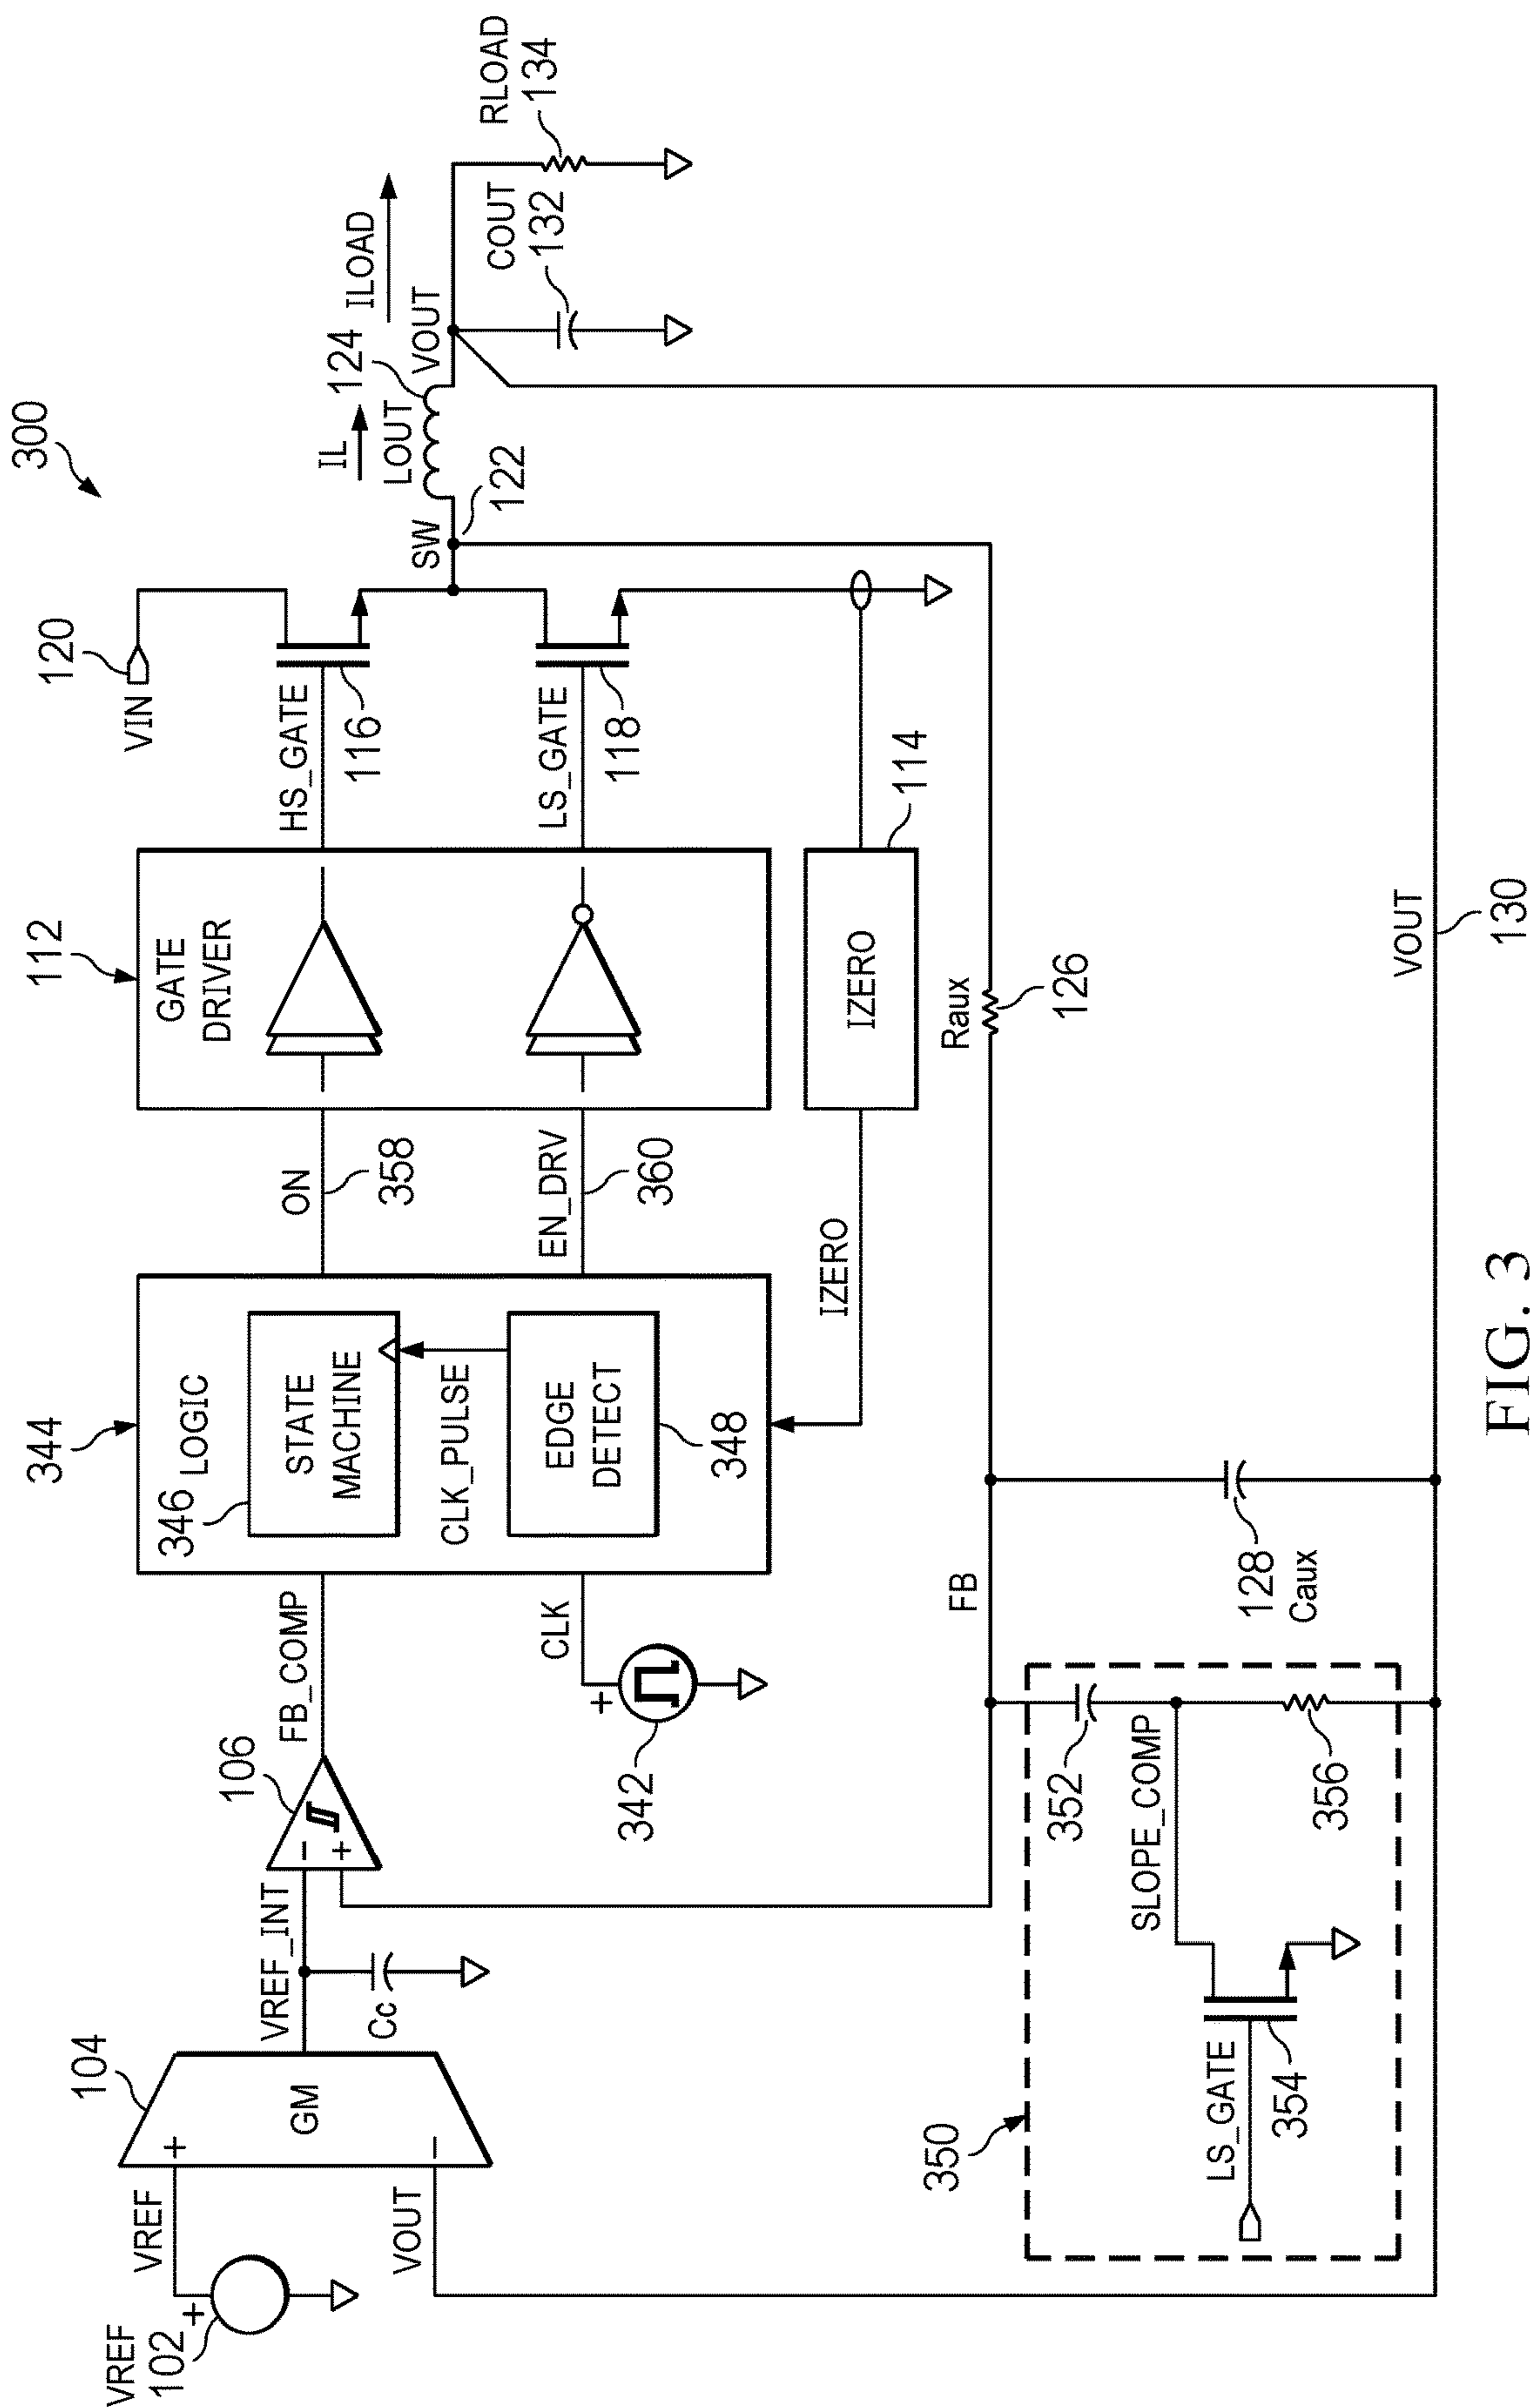 300
VREF
102
VREF
VOUT
104
GM
VREF_INT
Cc
106
FB_COMP
CLK
342
344
LOGIC
346
STATE
MACHINE
CLK_PULSE
EDGE
DETECT
348
ON
358
EN_DRV
360
IZERO
112
GATE
DRIVER
IZERO
114
HS_GATE
116
LS_GATE
118
VIN
120
SW
122
IL
LOUT
124
VOUT
ILOAD
COUT
132
RLOAD
134
Raux
126
FB
128
Caux
350
LS_GATE
354
SLOPE_COMP
352
356
VOUT
130
FIG. 3